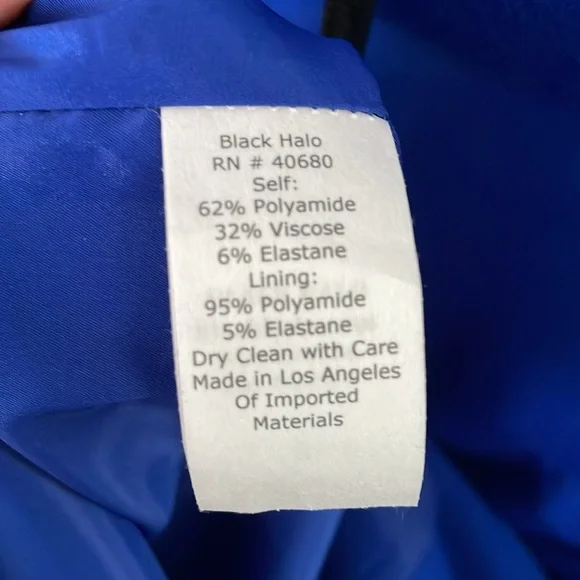 Black Halo
RN # 40680
Self:
62% Polyamide
32% Viscose
6% Elastane
Lining:
95% Polyamide
5% Elastane
Dry Clean with Care
Made in Los Angeles
Of Imported
Materials